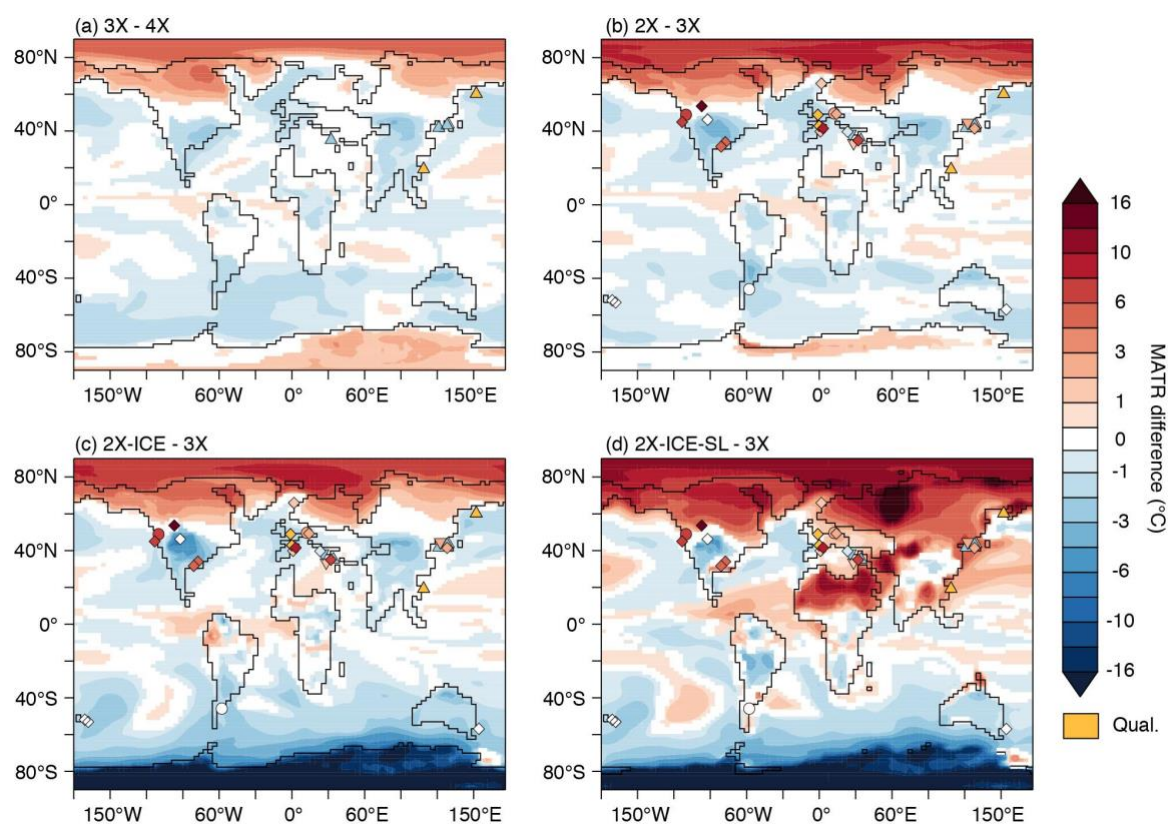 (a) 3X - 4X
80°N
40°N
0°
40°S
80°S
150°W 60°W 0° 60°E 150°E
(b) 2X - 3X
80°N
40°N
0°
40°S
80°S
150°W 60°W 0° 60°E 150°E
(c) 2X-ICE - 3X
80°N
40°N
0°
40°S
80°S
150°W 60°W 0° 60°E 150°E
(d) 2X-ICE-SL - 3X
80°N
40°N
0°
40°S
80°S
150°W 60°W 0° 60°E 150°E
16
10
6
3
1
0
-1
-3
-6
-10
-16
MATR difference (°C)
Qual.